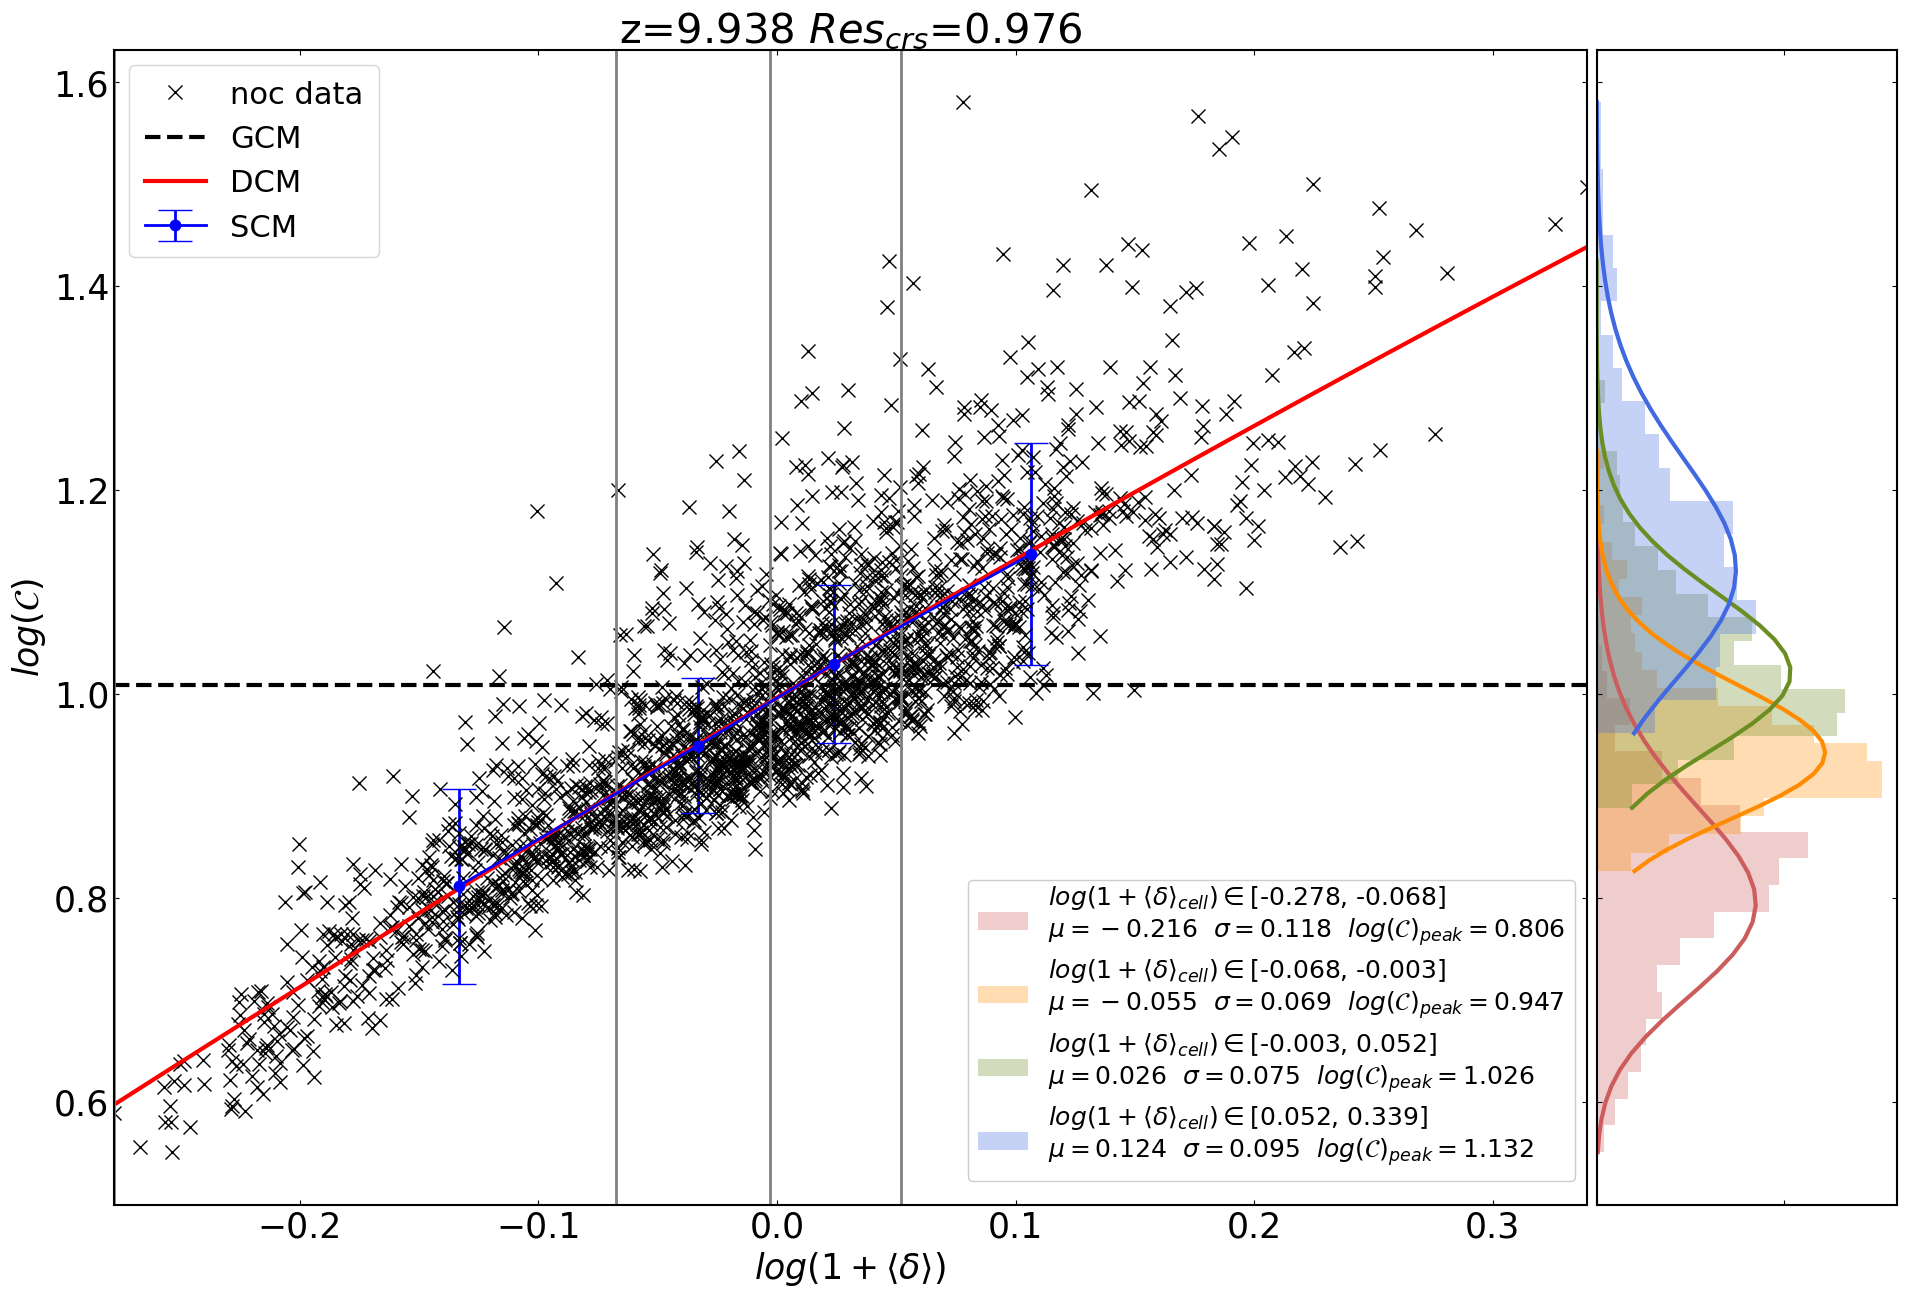 z=9.938 Res_crs=0.976
noc data
GCM
DCM
SCM
1.6
1.4
1.2
1.0
0.8
0.6
log(𝒞)
log(1 + ⟨δ⟩_cell) ∈ [-0.278, -0.068]
μ = −0.216 σ = 0.118 log(𝒞)_peak = 0.806
log(1 + ⟨δ⟩_cell) ∈ [-0.068, -0.003]
μ = −0.055 σ = 0.069 log(𝒞)_peak = 0.947
log(1 + ⟨δ⟩_cell) ∈ [-0.003, 0.052]
μ = 0.026 σ = 0.075 log(𝒞)_peak = 1.026
log(1 + ⟨δ⟩_cell) ∈ [0.052, 0.339]
μ = 0.124 σ = 0.095 log(𝒞)_peak = 1.132
−0.2 −0.1 0.0 0.1 0.2 0.3
log(1 + ⟨δ⟩)